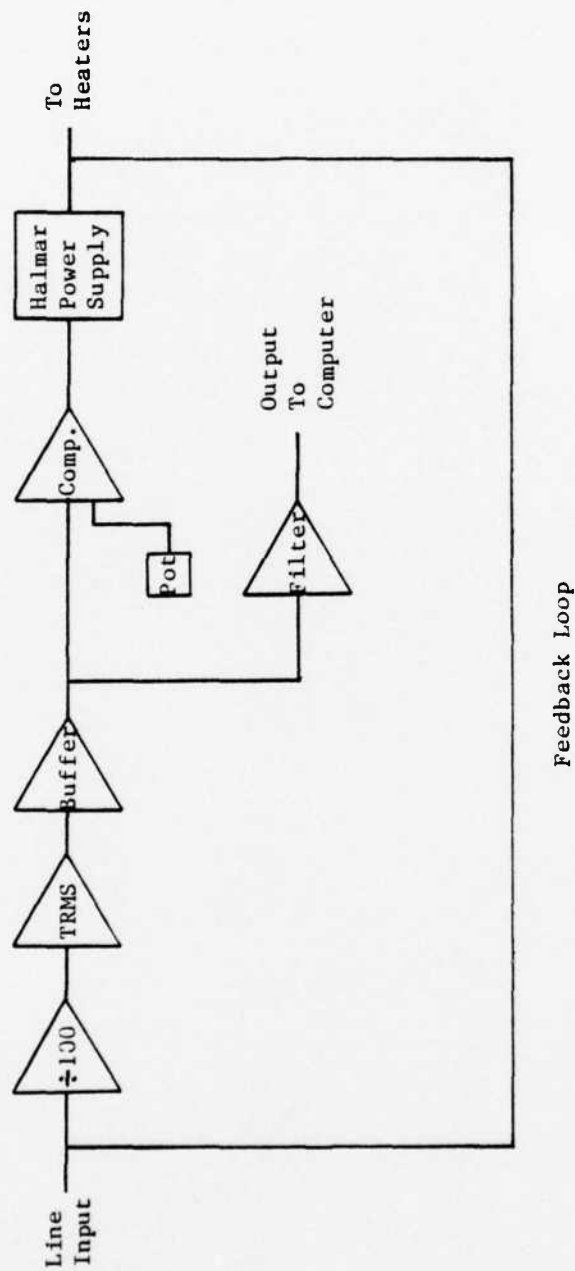 Line
Input
÷100
TRMS
Buffer
Comp.
Pot
Halmar
Power
Supply
To
Heaters
Filter
Output
To
Computer
Feedback Loop